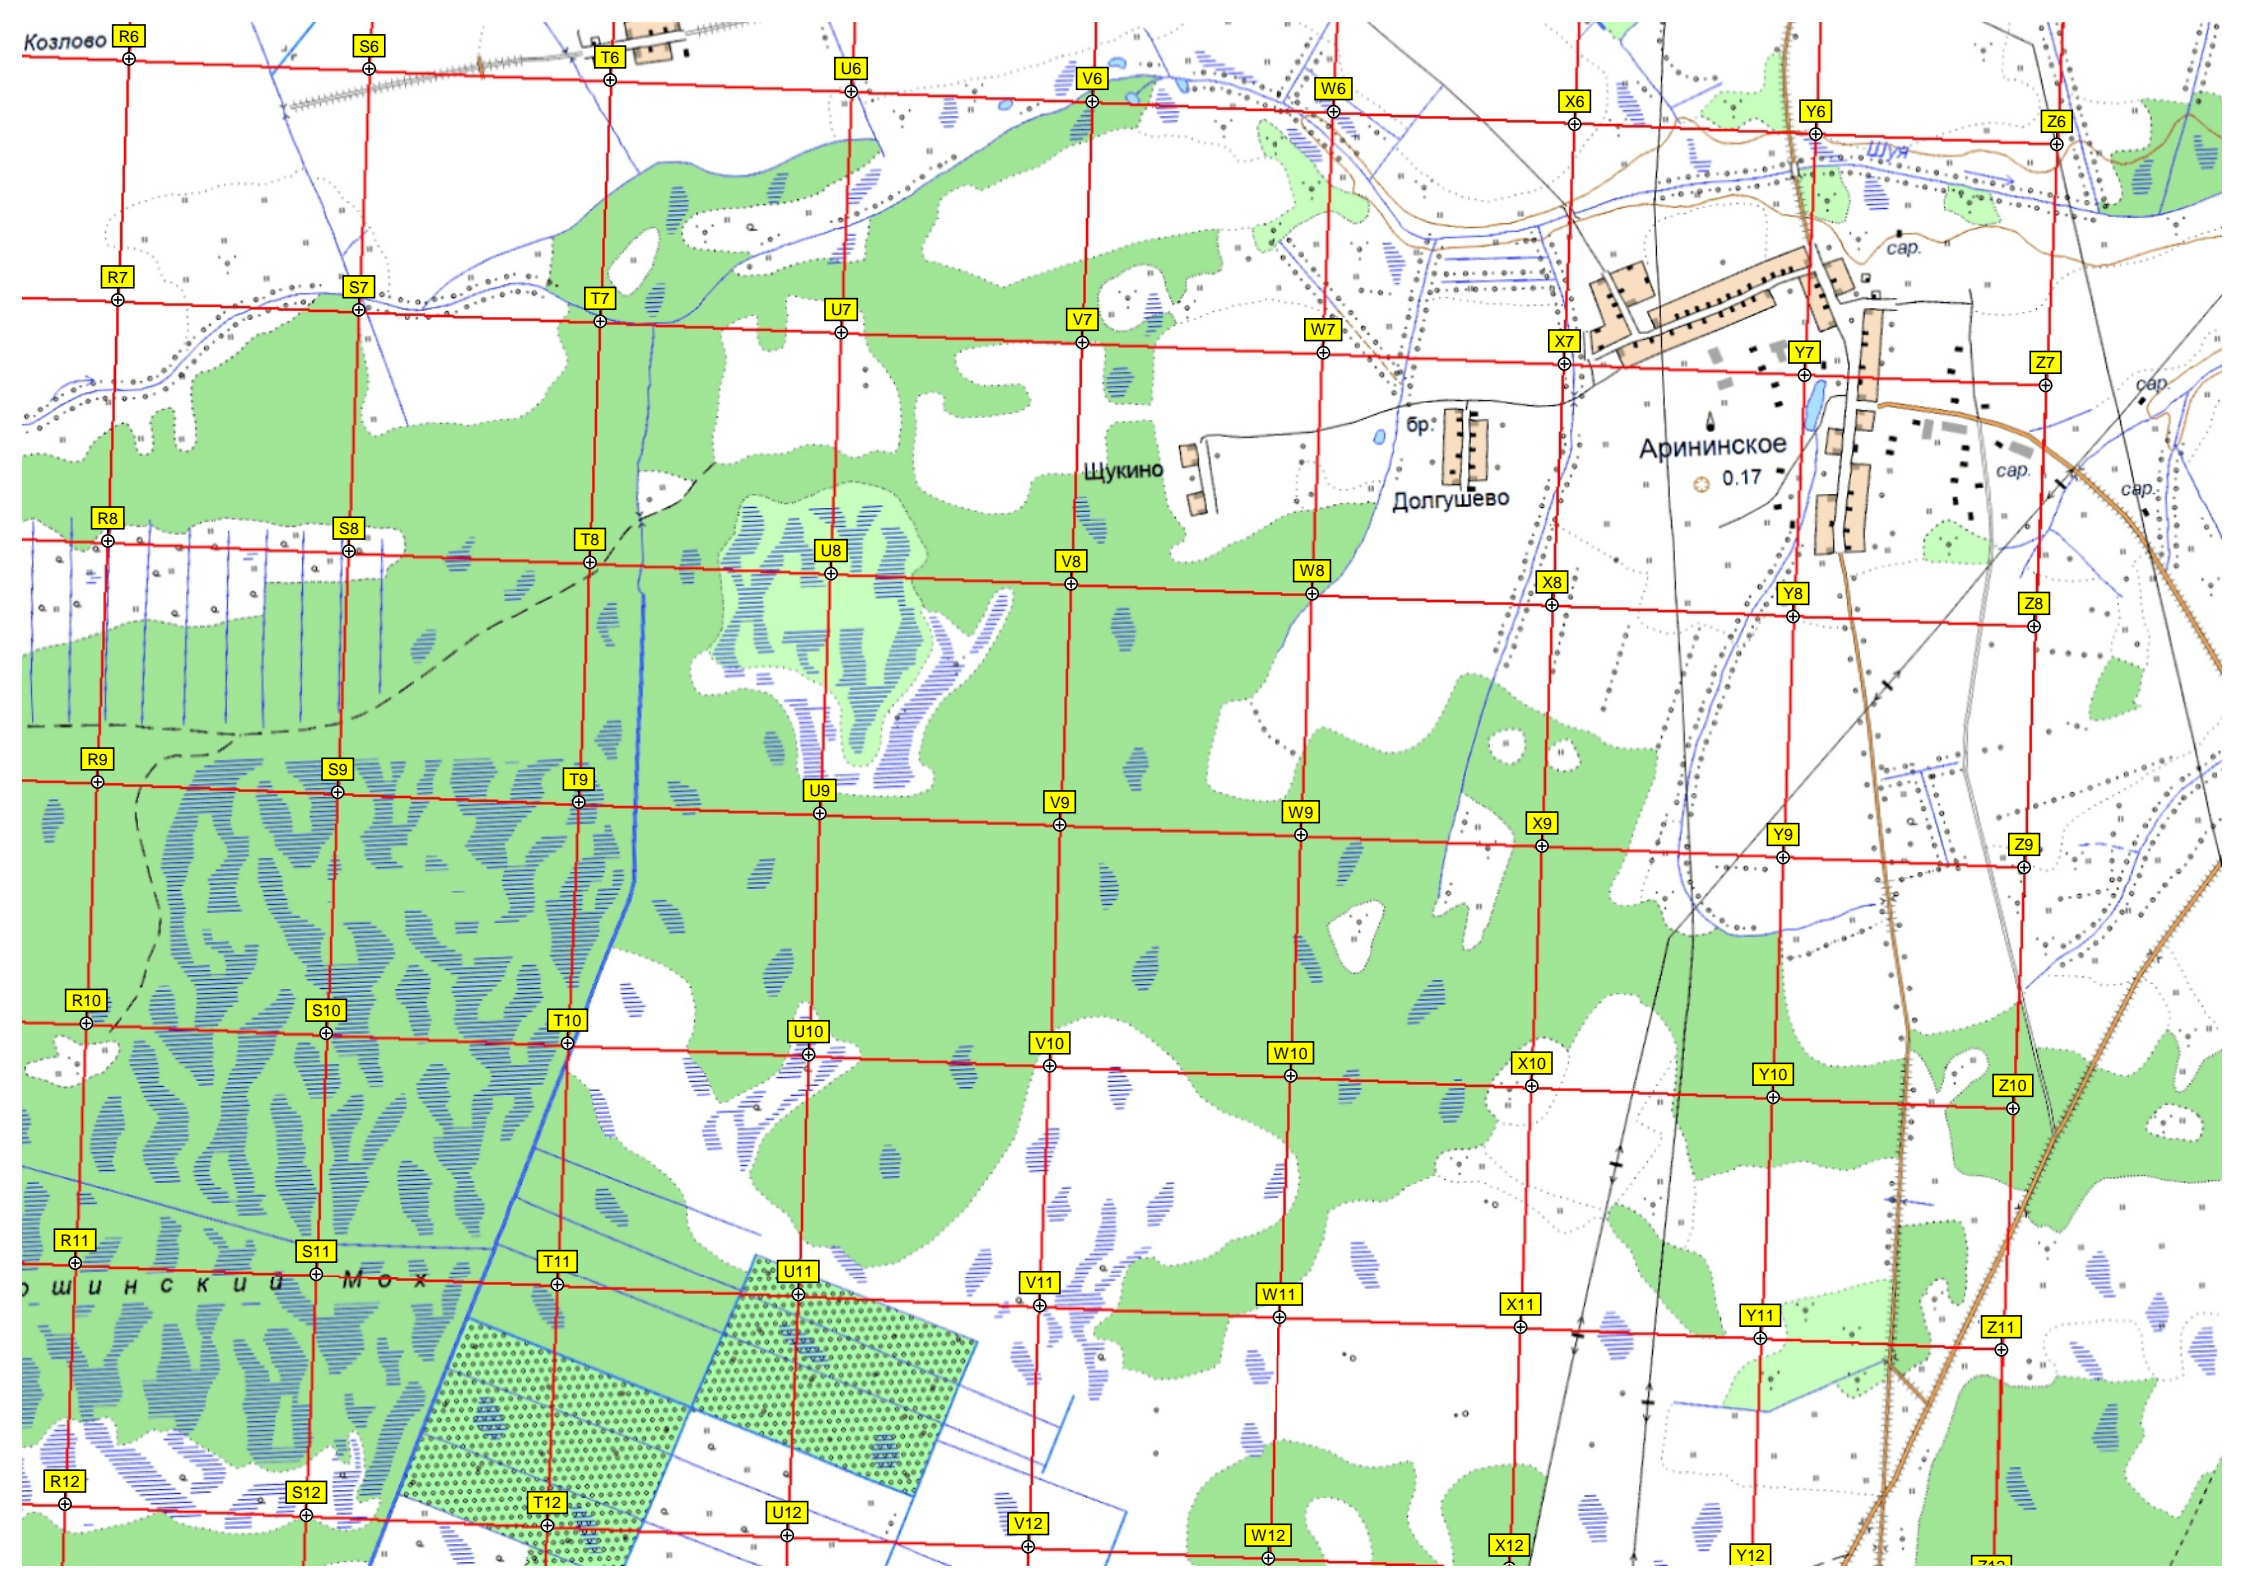 Козлово R6 S6 T6 U6 V6 W6 X6 Y6 Z6
Шуя
сар.
R7 S7 T7 U7 V7 W7 X7 Y7 Z7
сар.
бр.
Арининское
Щукино
0.17
сар.
Долгушево
сар.
R8 S8 T8 U8 V8 W8 X8 Y8 Z8
R9 S9 T9 U9 V9 W9 X9 Y9 Z9
R10 S10 T10 U10 V10 W10 X10 Y10 Z10
R11 S11 T11 U11 V11 W11 X11 Y11 Z11
шинский Мох
R12 S12 T12 U12 V12 W12 X12 Y12 Z12